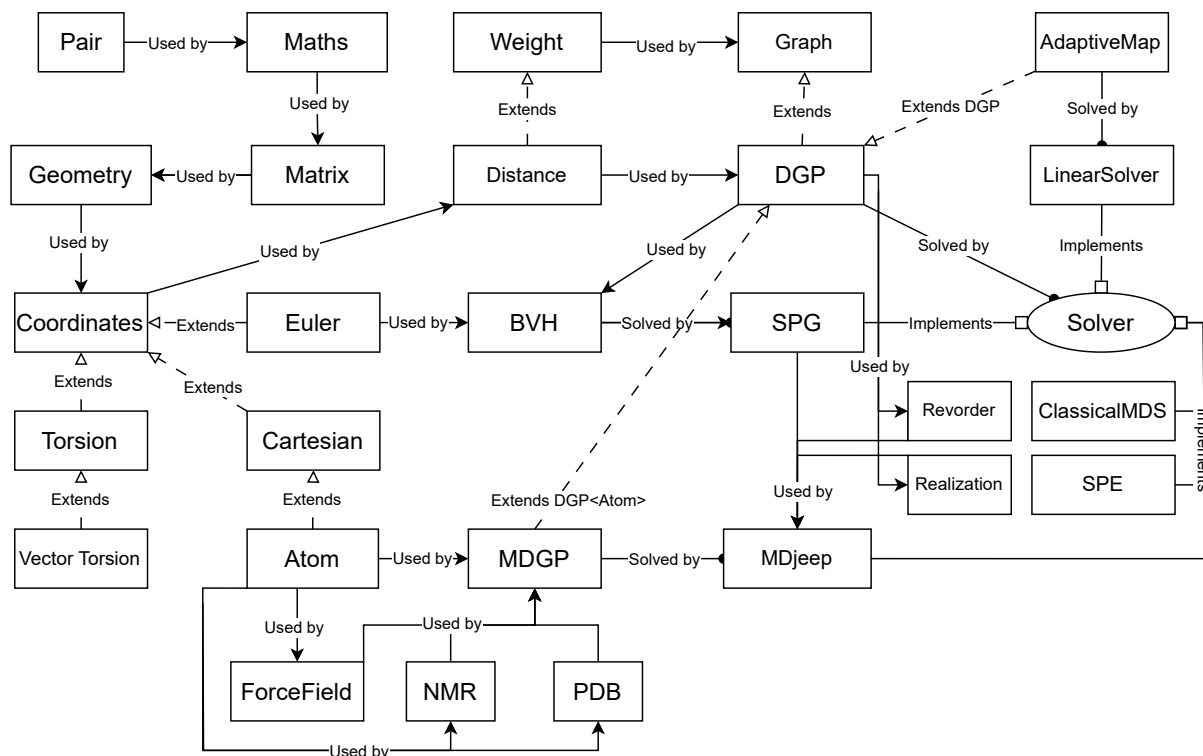 Pair
Used by
Maths
Weight
Used by
Graph
AdaptiveMap
Used by
Extends
Extends
Extends DGP
Solved by
Geometry
Used by
Matrix
Distance
Used by
DGP
LinearSolver
Used by
Used by
Used by
Solved by
Implements
Coordinates
Extends
Euler
Used by
BVH
Solved by
SPG
Implements
Solver
Used by
Extends
Extends
Revorder
ClassicalMDS
Implements
Torsion
Cartesian
Extends
Extends
Extends DGP<Atom>
Used by
Realization
SPE
Vector Torsion
Atom
Used by
MDGP
Solved by
MDjeep
Used by
Used by
ForceField
NMR
PDB
Used by